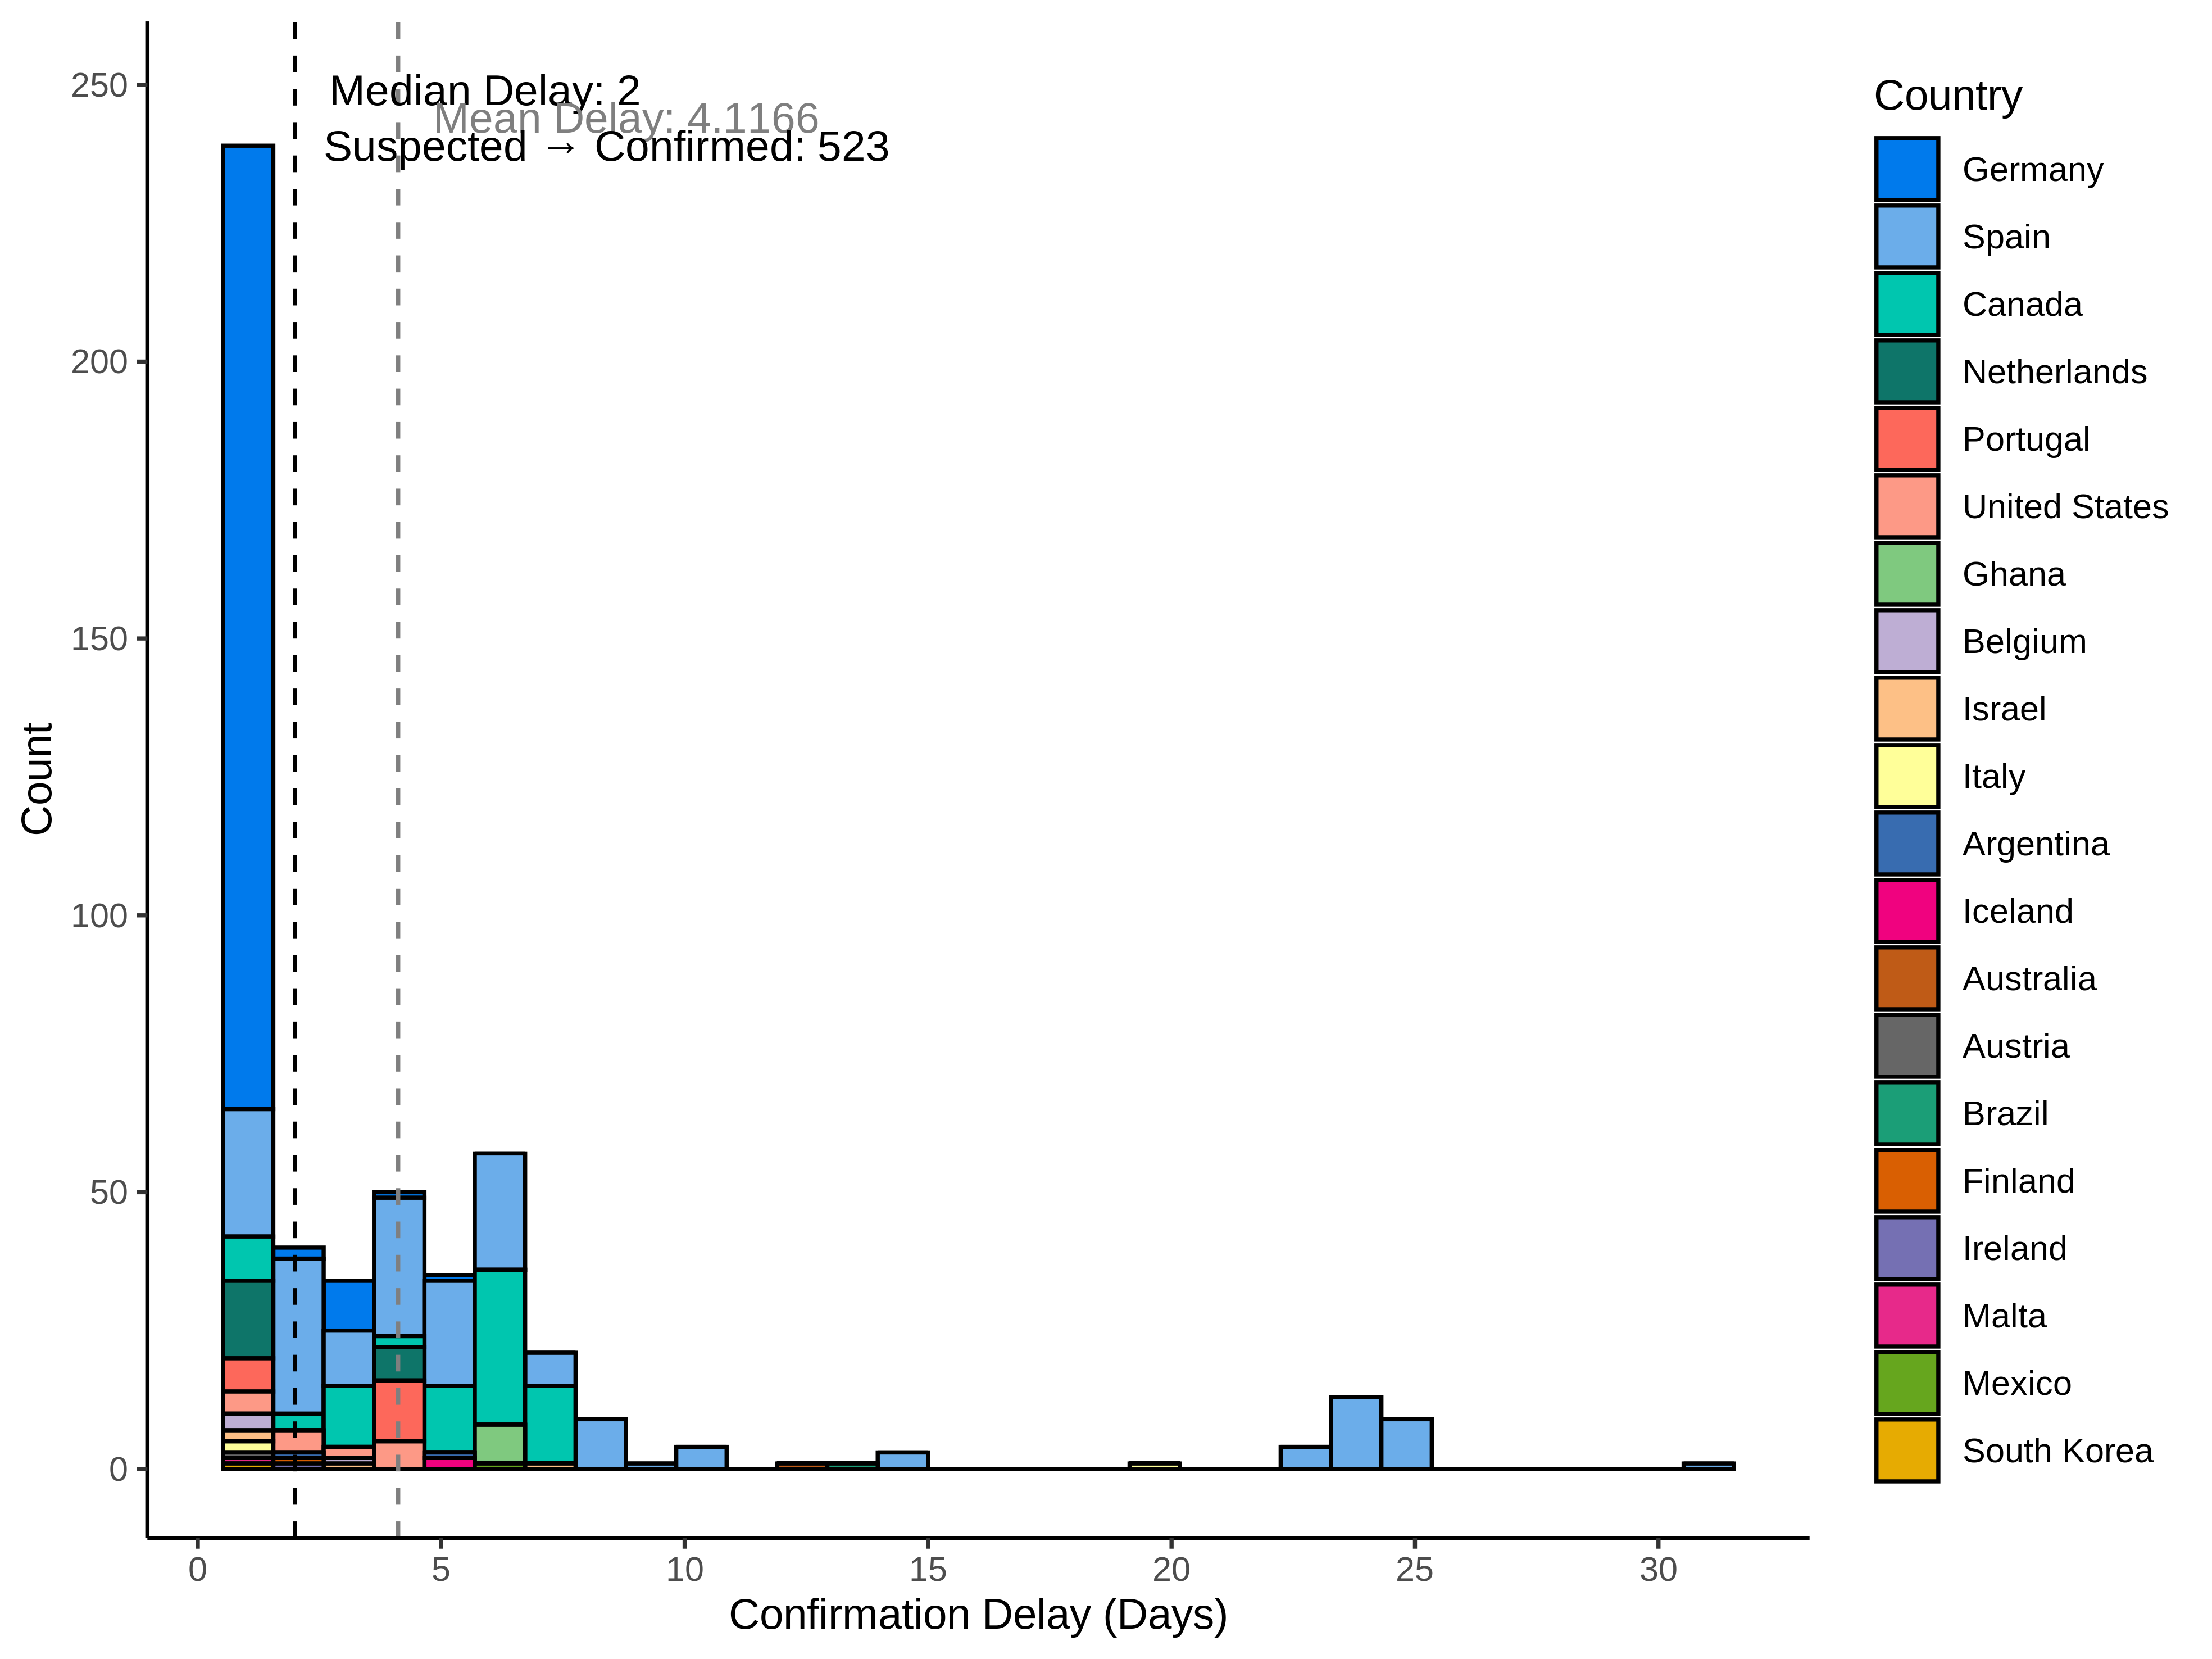 Median Delay: 2
Mean Delay: 4.1166
Suspected → Confirmed: 523
250
200
150
100
50
0
Count
0 5 10 15 20 25 30
Confirmation Delay (Days)
Country
Germany
Spain
Canada
Netherlands
Portugal
United States
Ghana
Belgium
Israel
Italy
Argentina
Iceland
Australia
Austria
Brazil
Finland
Ireland
Malta
Mexico
South Korea